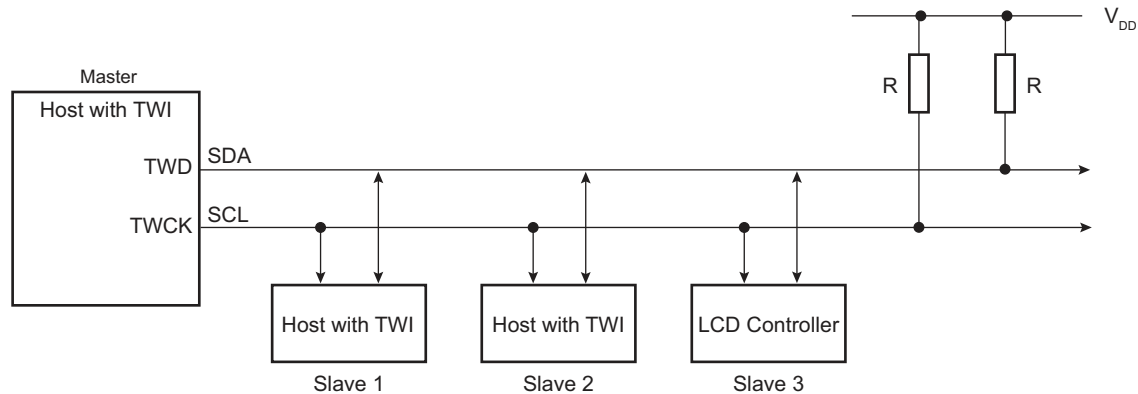 V_DD
Master
Host with TWI
R
R
TWD
SDA
TWCK
SCL
Host with TWI
Host with TWI
LCD Controller
Slave 1
Slave 2
Slave 3